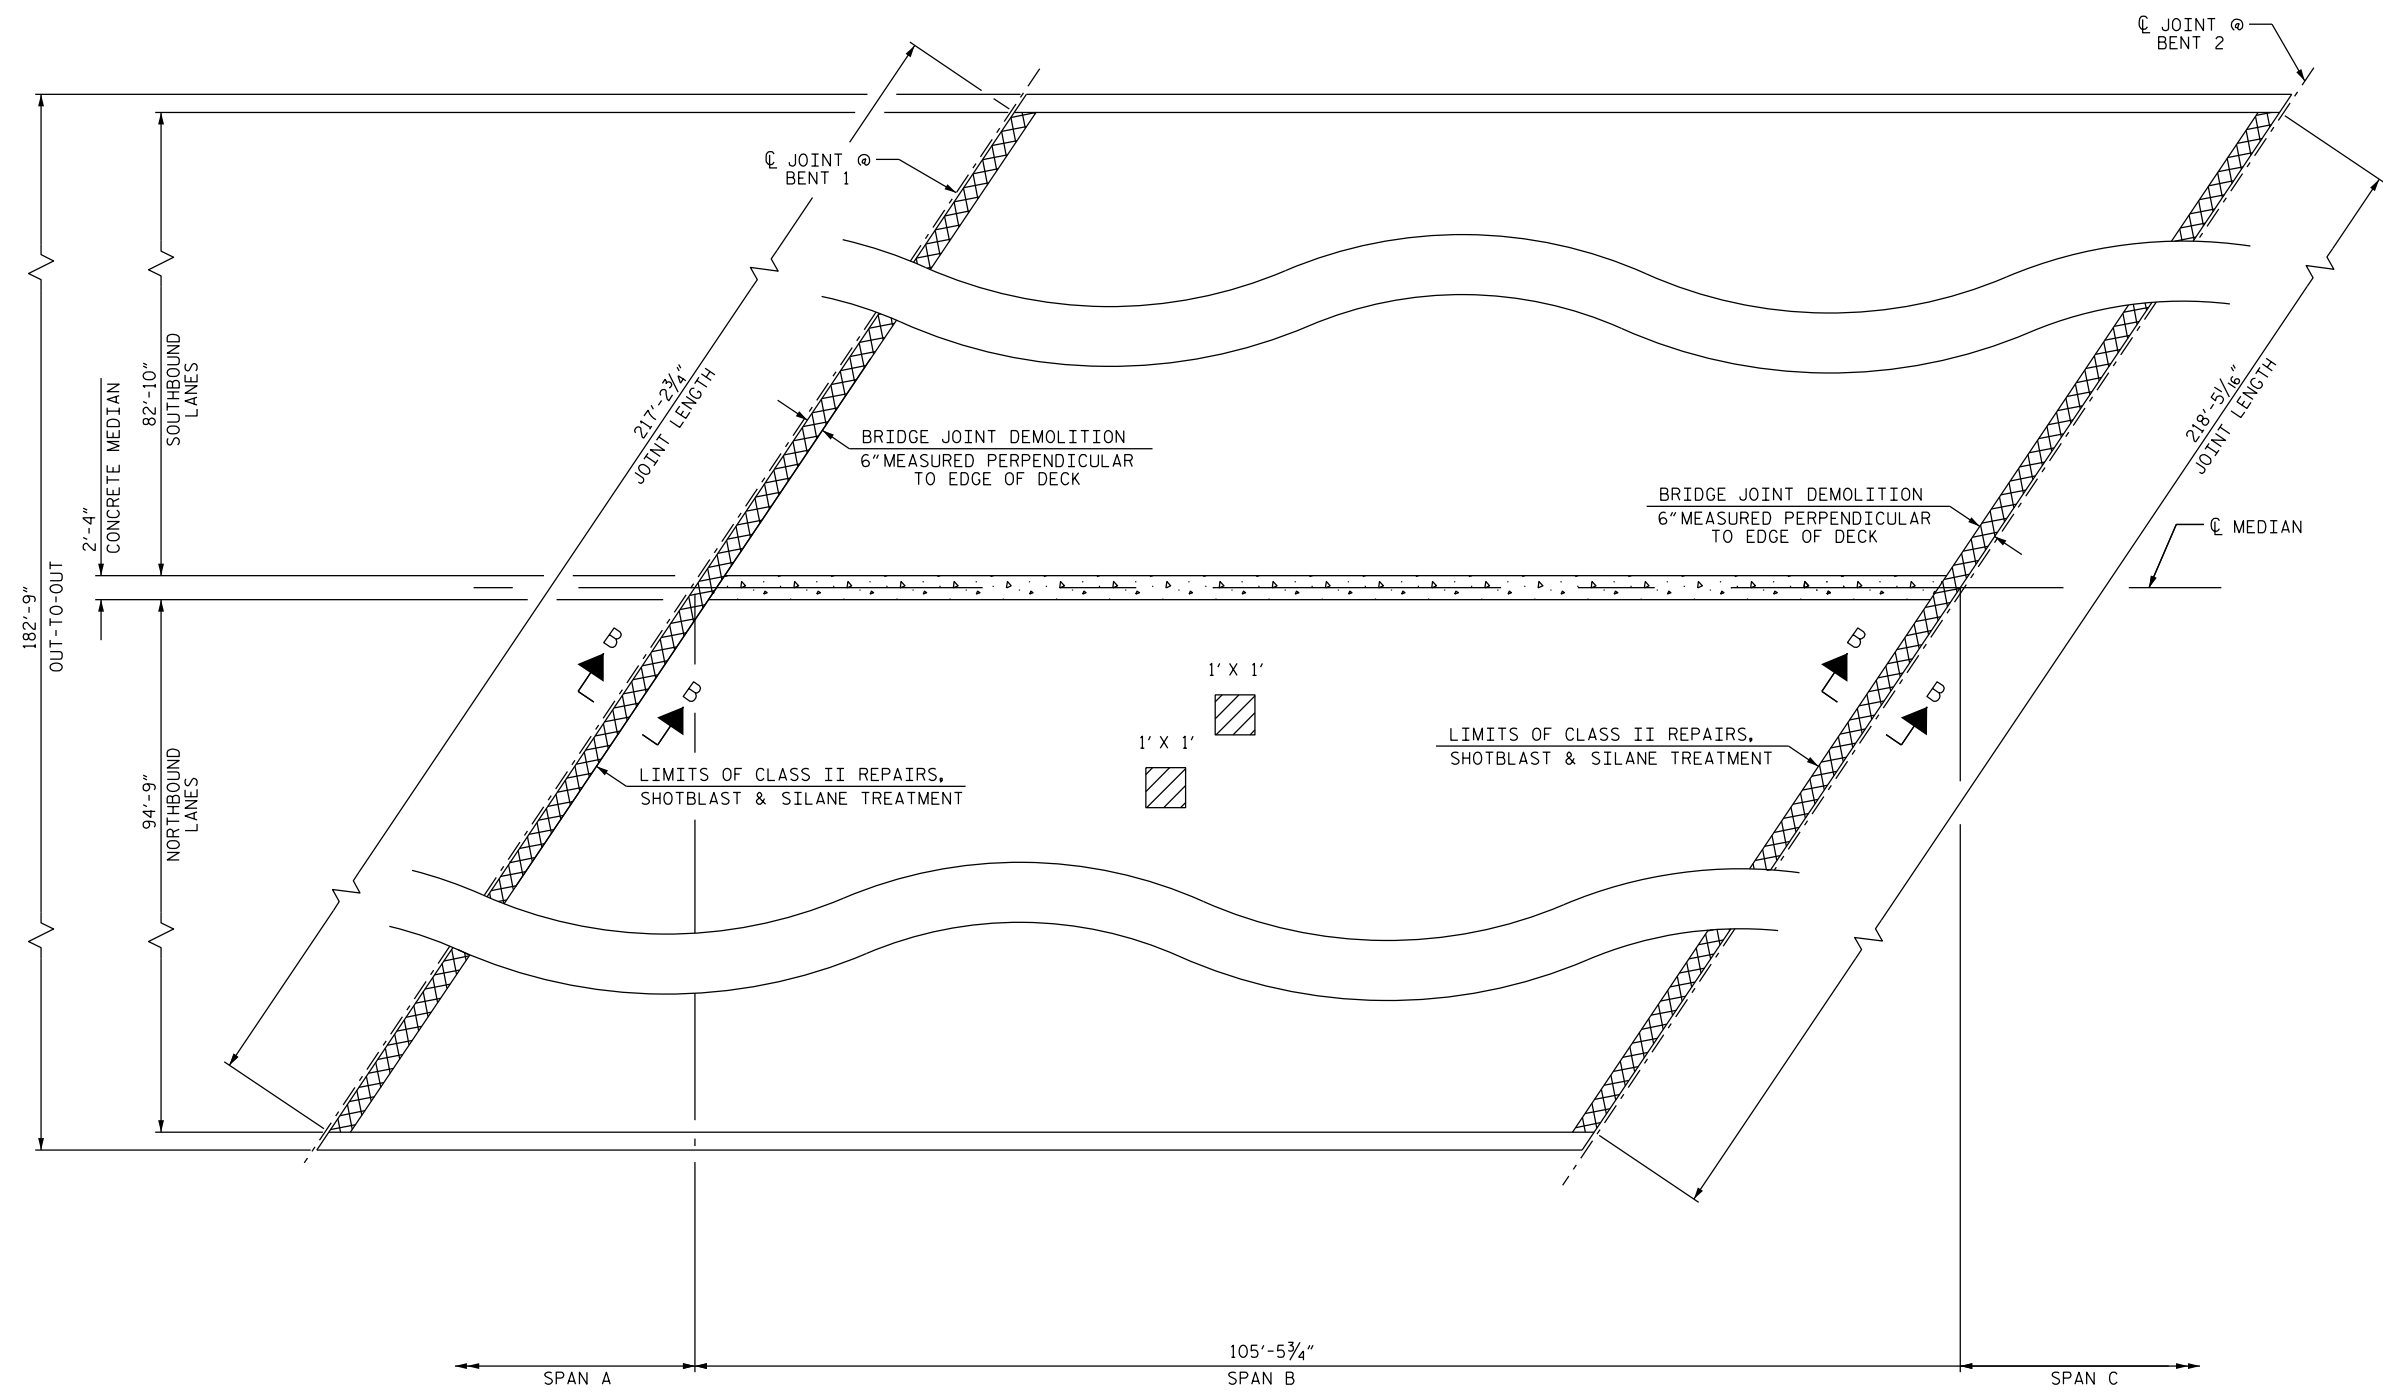 ℄ JOINT @
BENT 2
℄ JOINT @
BENT 1
217'-2¾"
JOINT LENGTH
218'-5/16"
JOINT LENGTH
82'-10"
SOUTHBOUND
LANES
2'-4"
CONCRETE MEDIAN
182'-9"
OUT-TO-OUT
94'-9"
NORTHBOUND
LANES
BRIDGE JOINT DEMOLITION
6" MEASURED PERPENDICULAR
TO EDGE OF DECK
BRIDGE JOINT DEMOLITION
6" MEASURED PERPENDICULAR
TO EDGE OF DECK
℄ MEDIAN
B
B
B
B
1' X 1'
1' X 1'
LIMITS OF CLASS II REPAIRS,
SHOTBLAST & SILANE TREATMENT
LIMITS OF CLASS II REPAIRS,
SHOTBLAST & SILANE TREATMENT
105'-5¾"
SPAN A
SPAN B
SPAN C